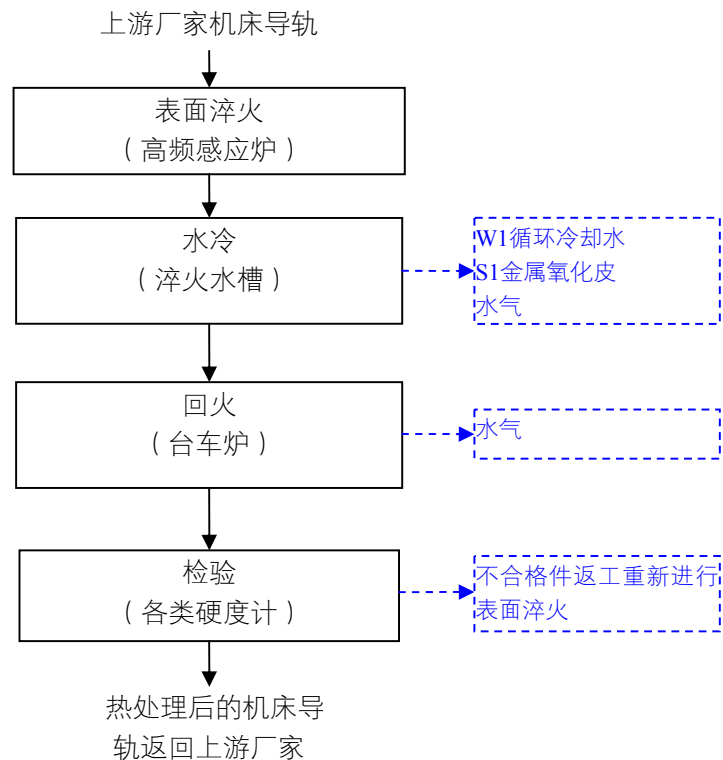 上游厂家机床导轨
表面淬火
（高频感应炉）
水冷
（淬火水槽）
W1循环冷却水
S1金属氧化皮
水气
回火
（台车炉）
水气
检验
（各类硬度计）
不合格件返工重新进行
表面淬火
热处理后的机床导
轨返回上游厂家